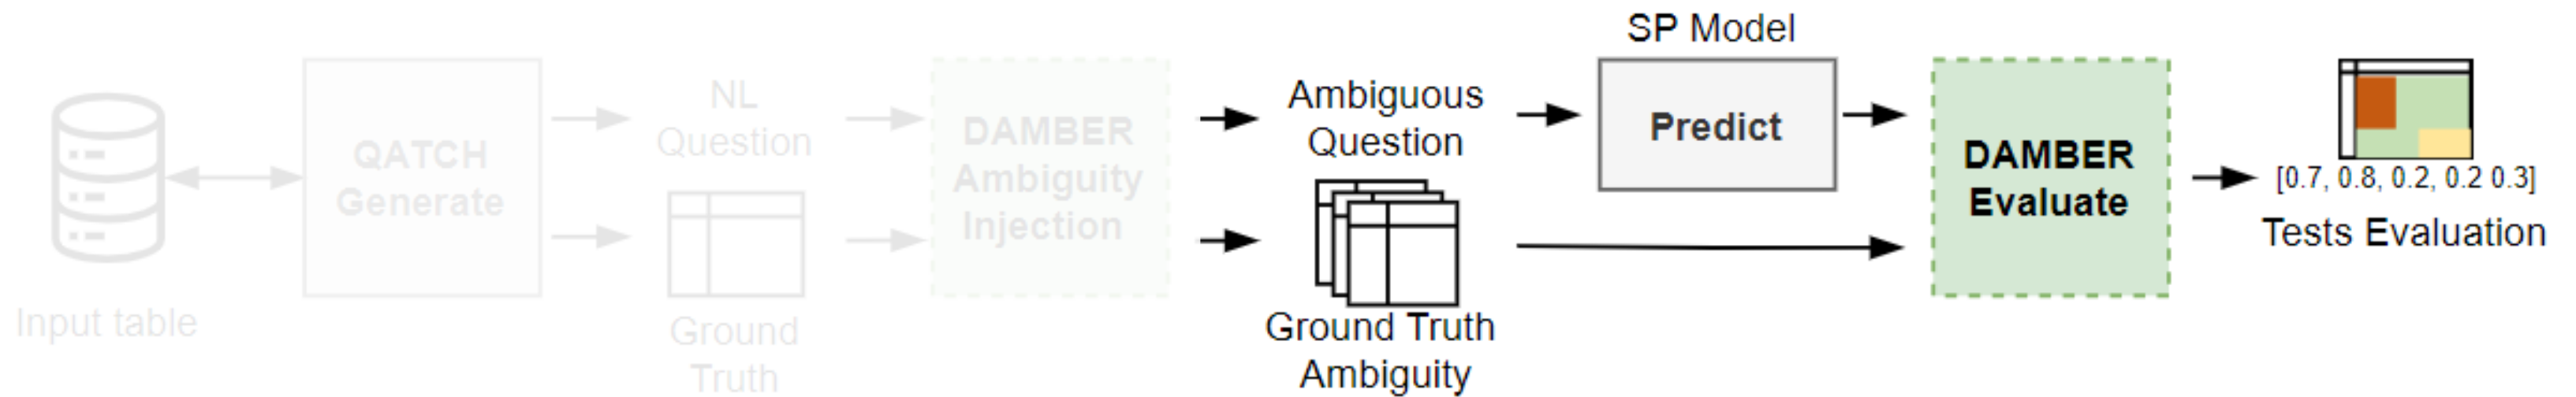 Input table
QATCH
Generate
NL
Question
Ground
Truth
DAMBER
Ambiguity
Injection
Ambiguous
Question
Ground Truth
Ambiguity
SP Model
Predict
DAMBER
Evaluate
[0.7, 0.8, 0.2, 0.2 0.3]
Tests Evaluation